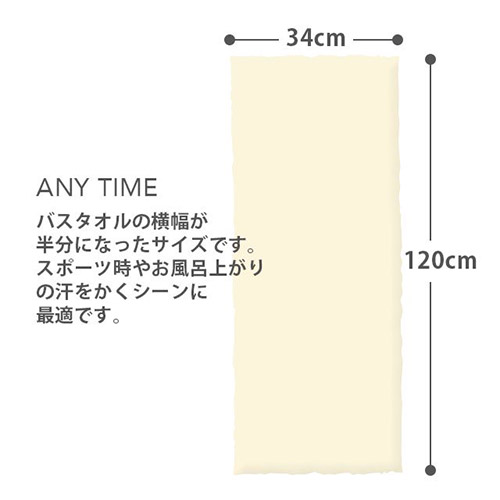 34cm
ANY TIME
バスタオルの横幅が
半分になったサイズです。
スポーツ時やお風呂上がり
の汗をかくシーンに
最適です。
120cm